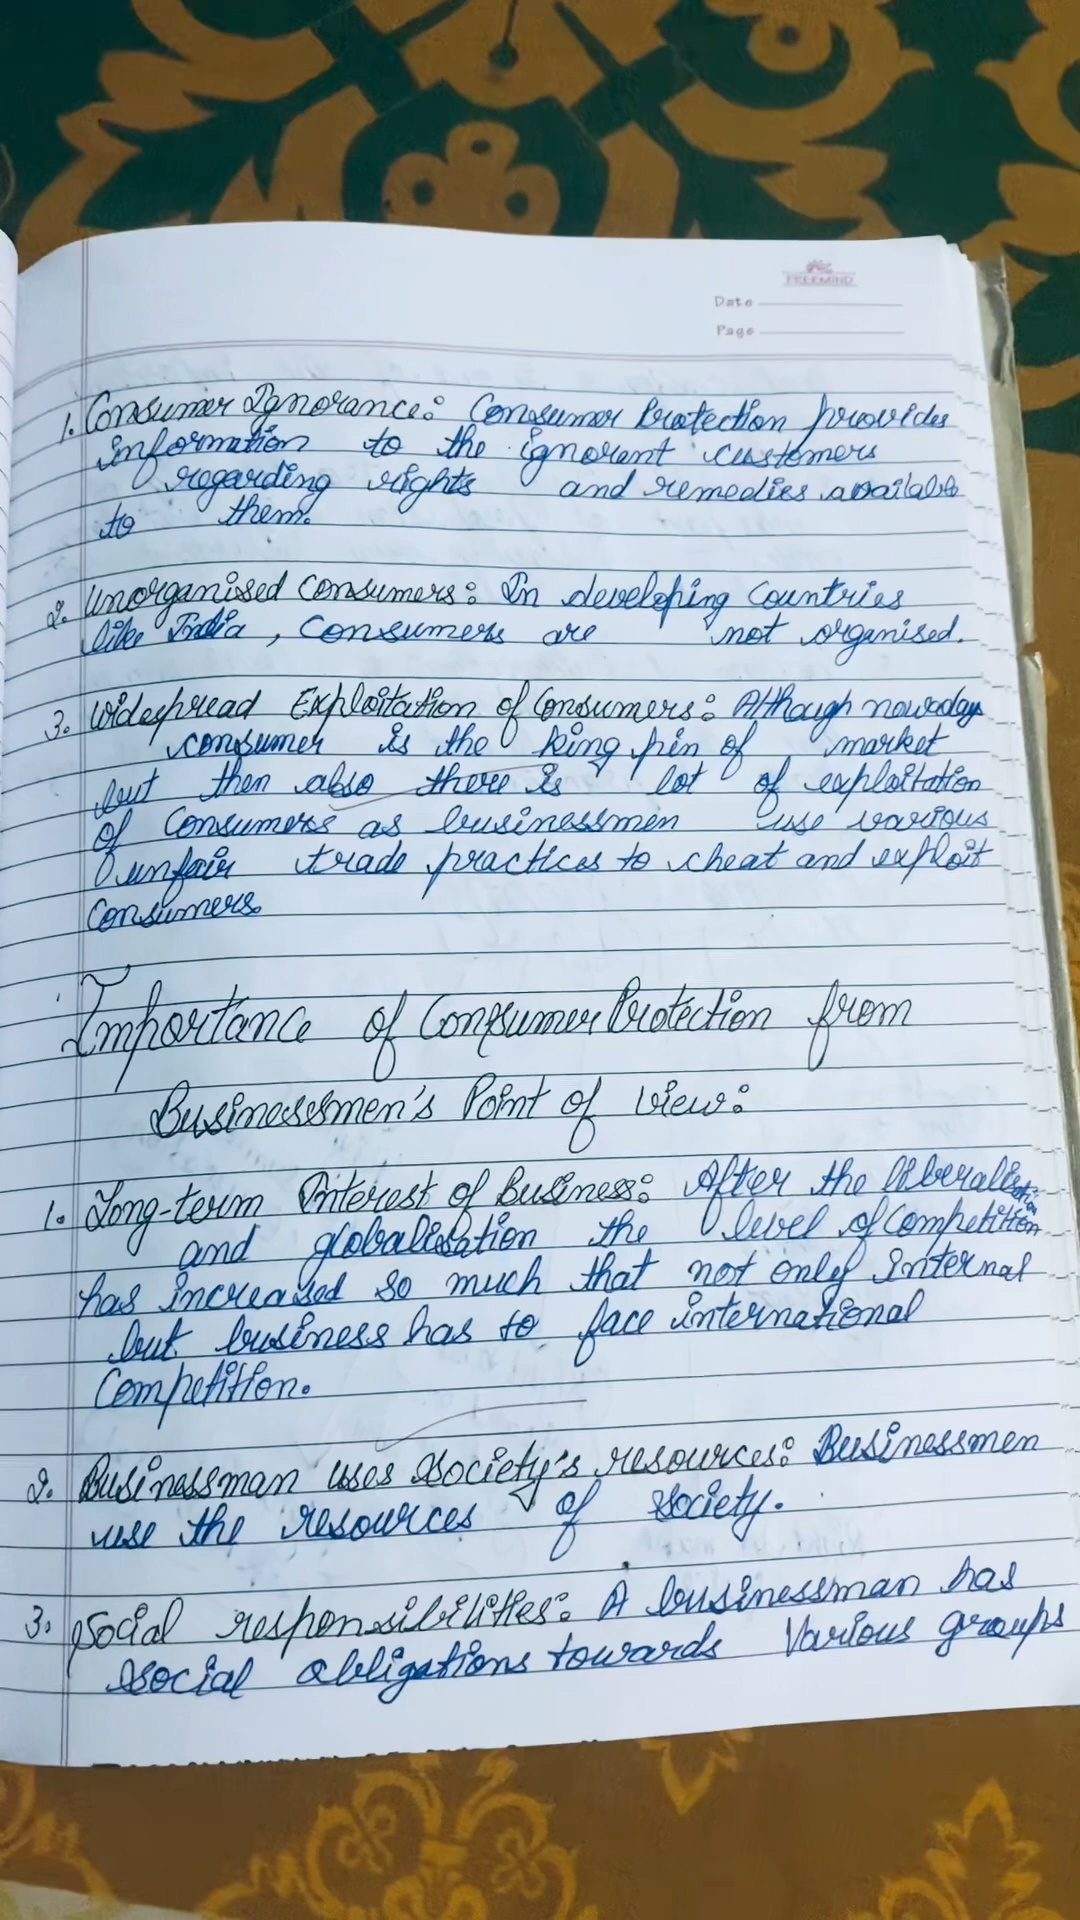 FREEMIND
Date
Page
1. Consumer Ignorance: Consumer Protection provides
information to the ignorent customers
regarding rights and remedies available
to them.
2. Unorganised Consumers: In developing Countries
like India, Consumers are not organised.
3. Widespread Exploitation of Consumers: Although nowadays
consumer is the king pin of market
but then also there is lot of exploitation
of Consumers as businessmen use various
unfair trade practices to cheat and exploit
Consumers.
Importance of Consumer Protection from
Businessmen's Point of view:
1. Long-term Interest of Business: After the liberalisation
and globalisation the level of Competition
has increased so much that not only internal
but business has to face international
Competition.
2. Businessman uses Society's resources: Businessmen
use the resources of society.
3. Social responsibilities: A businessman has
social obligations towards Various groups